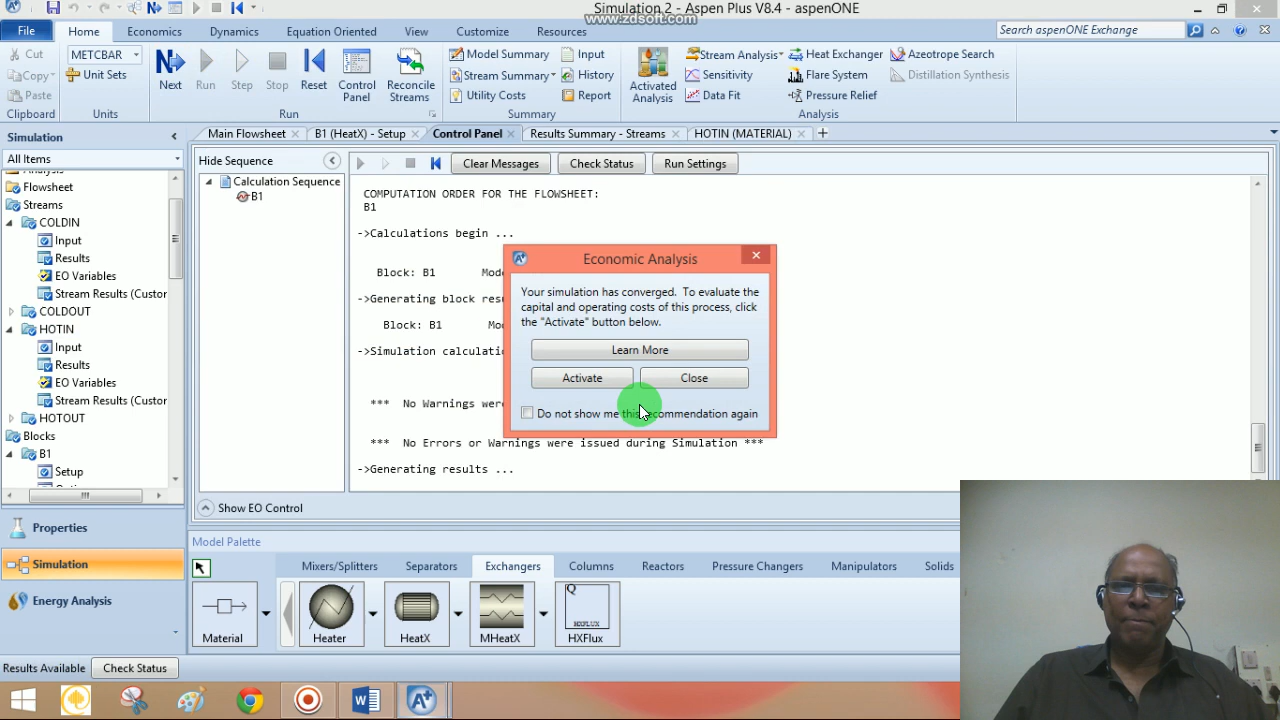 Simulation 2 - Aspen Plus V8.4 - aspenONE
www.zdsoft.com
File
Home
Economics
Dynamics
Equation Oriented
View
Customize
Resources
Search aspenONE Exchange
Cut
Copy
Paste
Clipboard
METCBAR
Unit Sets
Units
Next
Run
Step
Stop
Reset
Control Panel
Reconcile Streams
Run
Model Summary
Stream Summary
Utility Costs
Input
History
Report
Summary
Activated Analysis
Stream Analysis
Sensitivity
Data Fit
Heat Exchanger
Flare System
Pressure Relief
Azeotrope Search
Distillation Synthesis
Analysis
Simulation
All Items
Flowsheet
Streams
COLDIN
Input
Results
EO Variables
Stream Results (Custor
COLDOUT
HOTIN
Input
Results
EO Variables
Stream Results (Custor
HOTOUT
Blocks
B1
Setup
Properties
Simulation
Energy Analysis
Main Flowsheet
B1 (HeatX) - Setup
Control Panel
Results Summary - Streams
HOTIN (MATERIAL)
Hide Sequence
Calculation Sequence
B1
Clear Messages
Check Status
Run Settings
COMPUTATION ORDER FOR THE FLOWSHEET:
B1
->Calculations begin ...
Block: B1 Mod
->Generating block resu
Block: B1 Mod
->Simulation calculatio
*** No Warnings were
*** No Errors or Warnings were issued during Simulation ***
->Generating results ...
Economic Analysis
Your simulation has converged. To evaluate the
capital and operating costs of this process, click
the "Activate" button below.
Learn More
Activate
Close
Do not show me this recommendation again
Show EO Control
Model Palette
Mixers/Splitters
Separators
Exchangers
Columns
Reactors
Pressure Changers
Manipulators
Solids
Material
Heater
HeatX
MHeatX
Q
HXFLUX
HXFlux
Results Available
Check Status